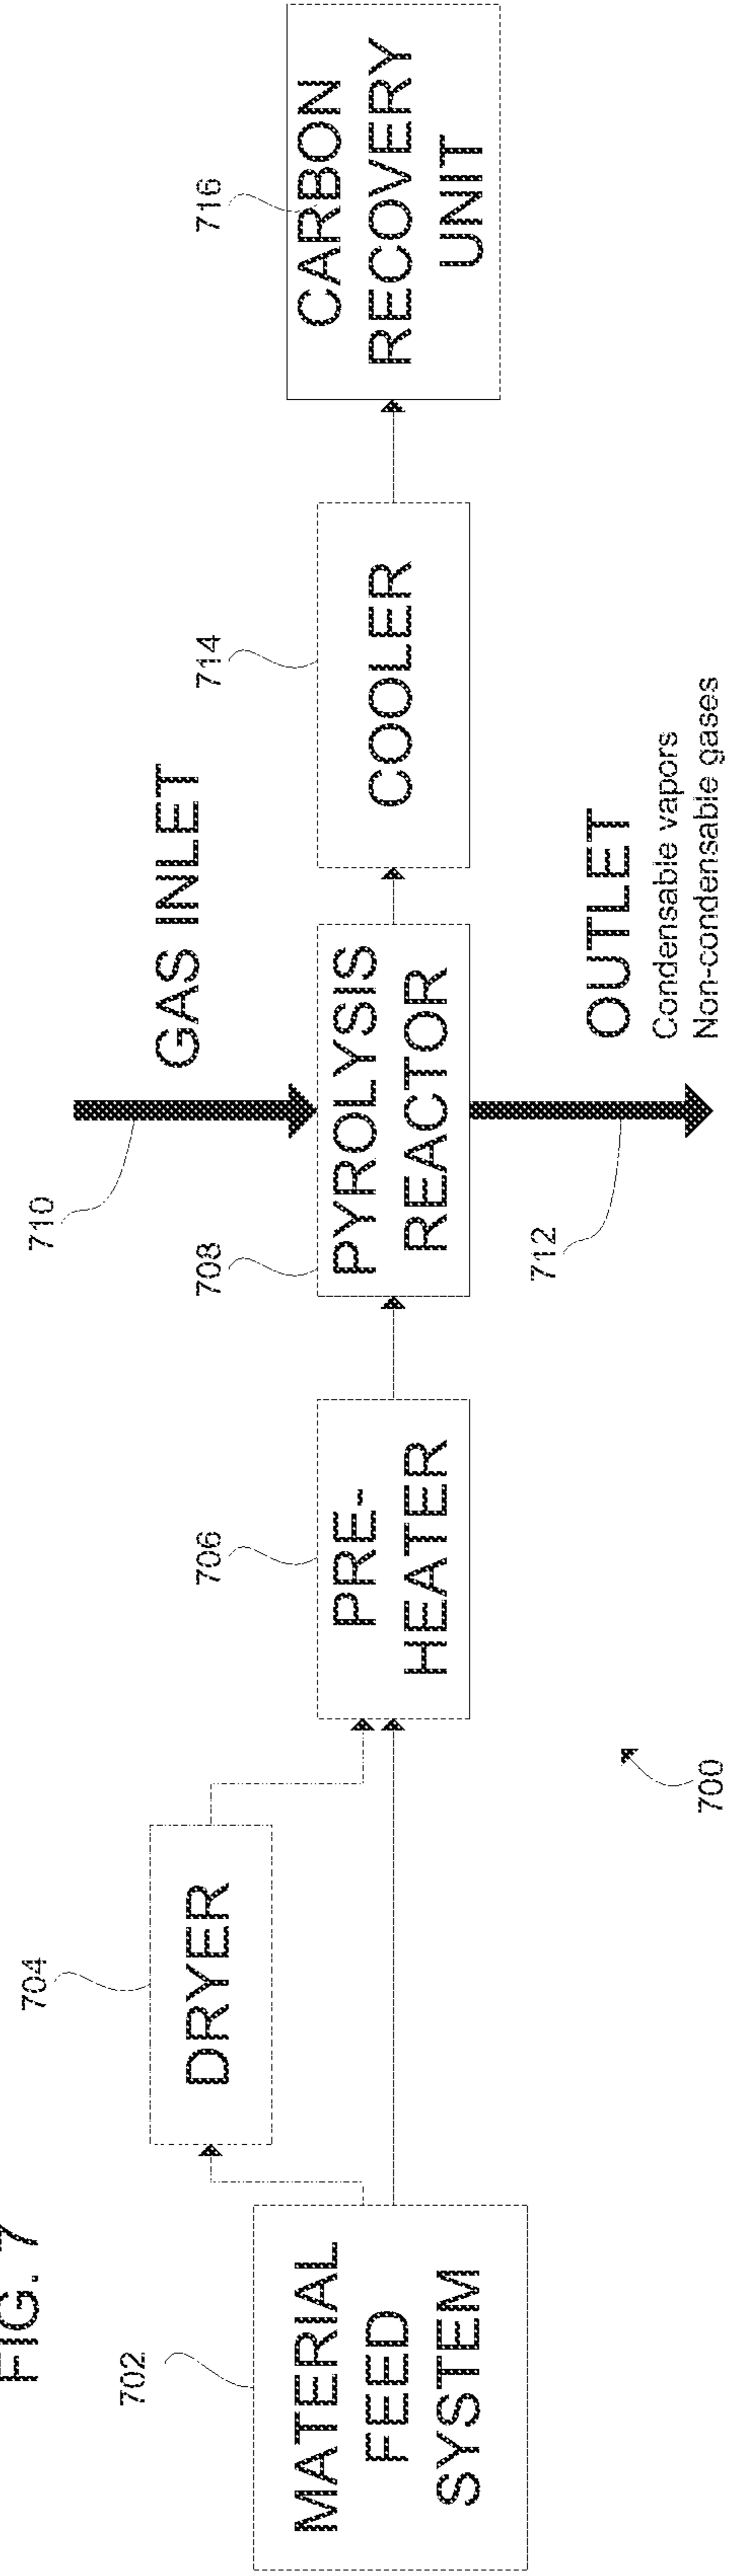 FIG. 7
702
MATERIAL
FEED
SYSTEM
704
DRYER
700
706
PRE-
HEATER
710
GAS INLET
708
PYROLYSIS
REACTOR
712
OUTLET
Condensable vapors
Non-condensable gases
714
COOLER
716
CARBON
RECOVERY
UNIT